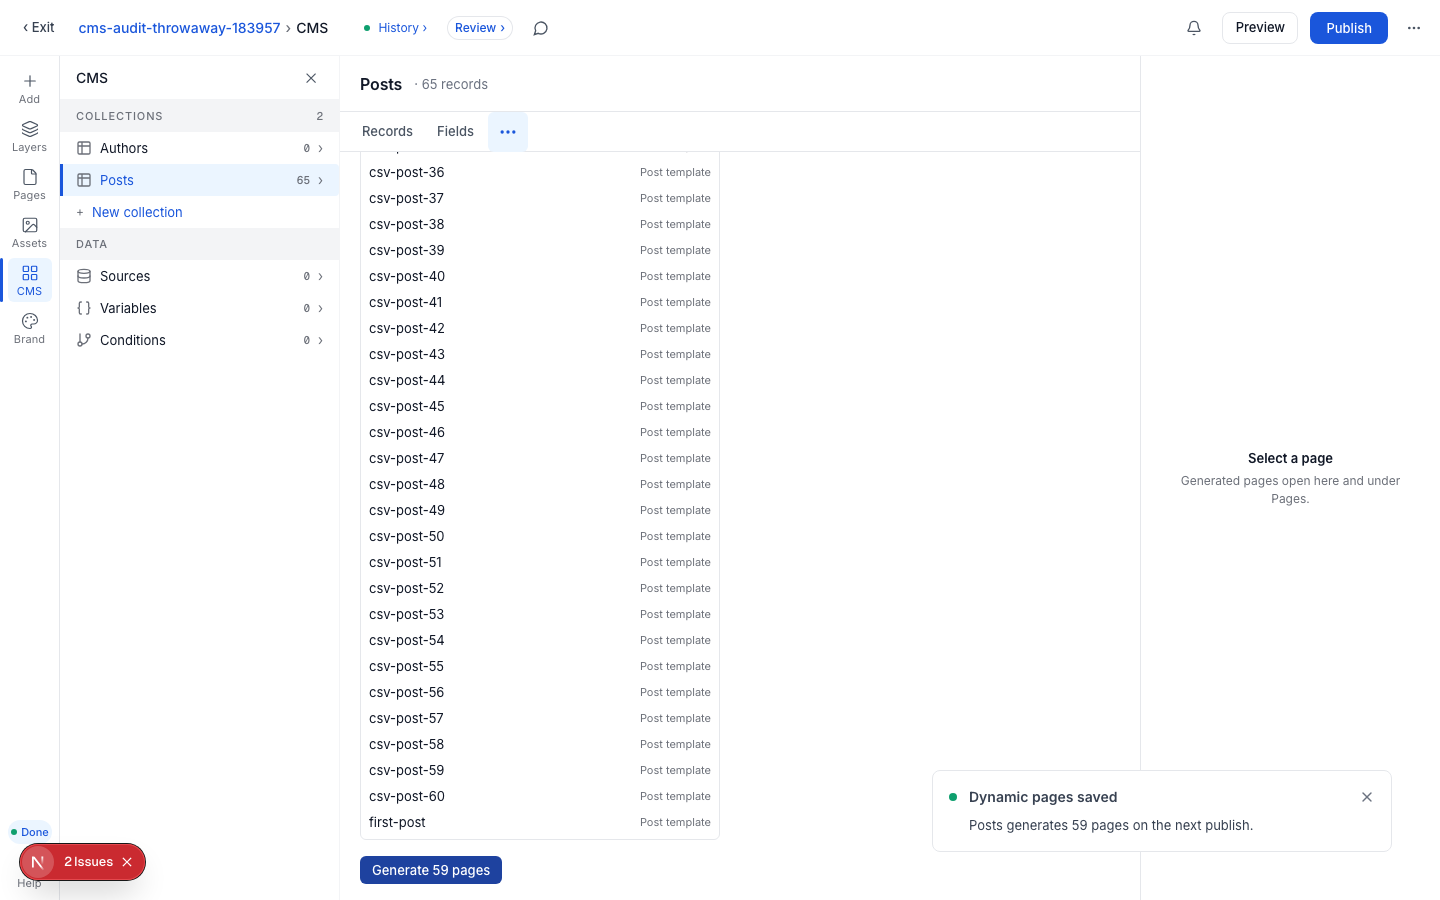 ‹ Exit
cms-audit-throwaway-183957 › CMS
History ›
Review ›
Preview
Publish
Add
Layers
Pages
Assets
CMS
Brand
Done
Help
2 Issues
CMS
COLLECTIONS 2
Authors 0 ›
Posts 65 ›
+ New collection
DATA
Sources 0 ›
Variables 0 ›
Conditions 0 ›
Posts · 65 records
Records Fields
csv-post-36 Post template
csv-post-37 Post template
csv-post-38 Post template
csv-post-39 Post template
csv-post-40 Post template
csv-post-41 Post template
csv-post-42 Post template
csv-post-43 Post template
csv-post-44 Post template
csv-post-45 Post template
csv-post-46 Post template
csv-post-47 Post template
csv-post-48 Post template
csv-post-49 Post template
csv-post-50 Post template
csv-post-51 Post template
csv-post-52 Post template
csv-post-53 Post template
csv-post-54 Post template
csv-post-55 Post template
csv-post-56 Post template
csv-post-57 Post template
csv-post-58 Post template
csv-post-59 Post template
csv-post-60 Post template
first-post Post template
Generate 59 pages
Select a page
Generated pages open here and under
Pages.
Dynamic pages saved
Posts generates 59 pages on the next publish.